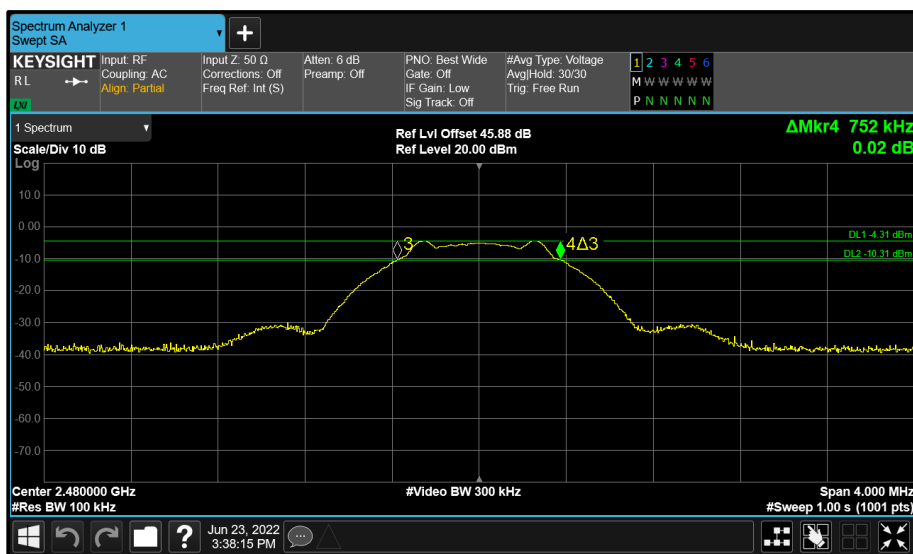 Spectrum Analyzer 1
Swept SA
+
KEYSIGHT Input: RF Input Z: 50 Ω Atten: 6 dB PNO: Best Wide #Avg Type: Voltage 1 2 3 4 5 6
R L Coupling: AC Corrections: Off Preamp: Off Gate: Off Avg|Hold: 30/30 M W W W W W
Align: Partial Freq Ref: Int (S) IF Gain: Low Trig: Free Run
LXI Sig Track: Off P N N N N N
1 Spectrum Ref Lvl Offset 45.88 dB ΔMkr4 752 kHz
Scale/Div 10 dB Ref Level 20.00 dBm 0.02 dB
Log
10.0
0.00
DL1 -4.31 dBm
3 4Δ3
DL2 -10.31 dBm
-10.0
-20.0
-30.0
-40.0
-50.0
-60.0
-70.0
Center 2.480000 GHz #Video BW 300 kHz Span 4.000 MHz
#Res BW 100 kHz #Sweep 1.00 s (1001 pts)
? Jun 23, 2022
3:38:15 PM